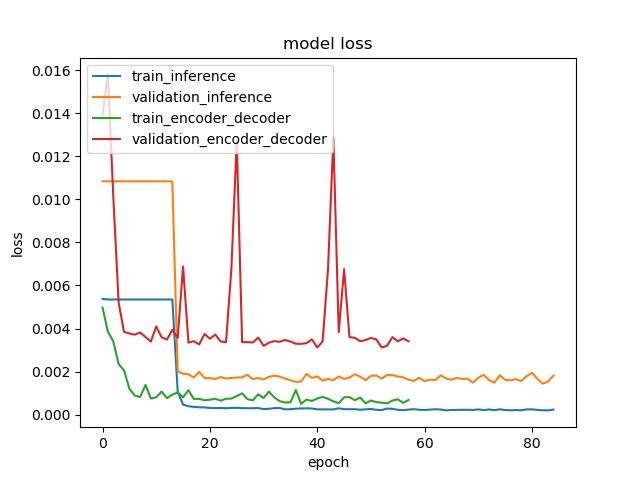 model loss
train_inference
validation_inference
train_encoder_decoder
validation_encoder_decoder
0.016
0.014
0.012
0.010
0.008
0.006
0.004
0.002
0.000
loss
0 20 40 60 80
epoch